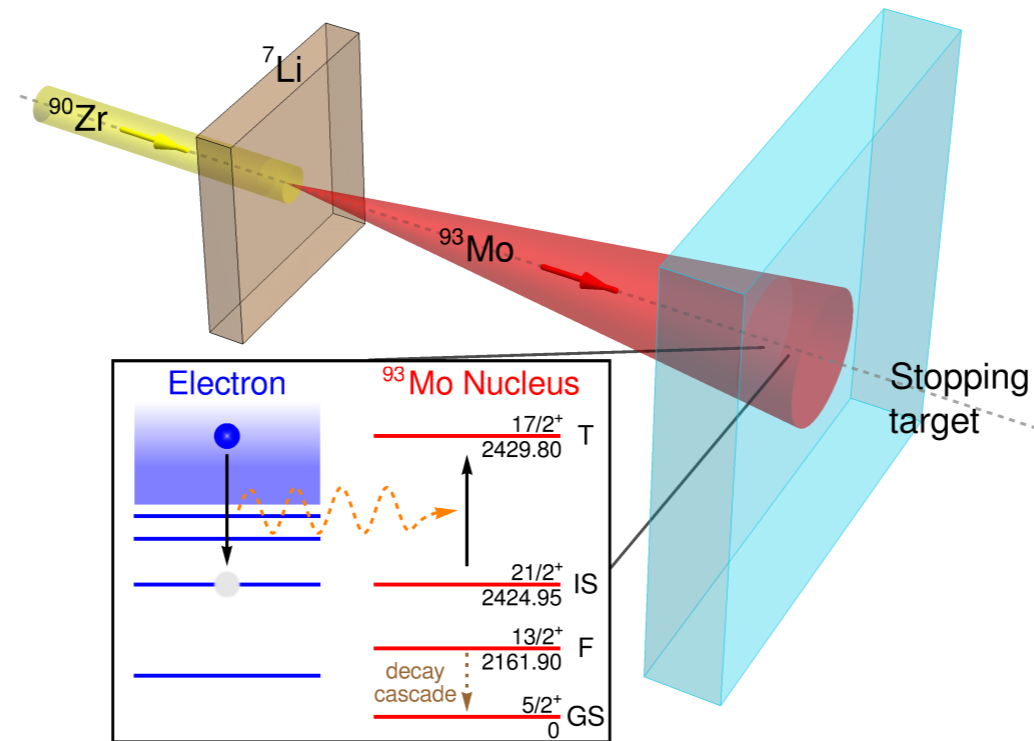 ⁷Li
⁹⁰Zr
⁹³Mo
Stopping
target
Electron
⁹³Mo Nucleus
17/2⁺
T
2429.80
21/2⁺
IS
2424.95
13/2⁺
F
2161.90
decay
cascade
5/2⁺
GS
0